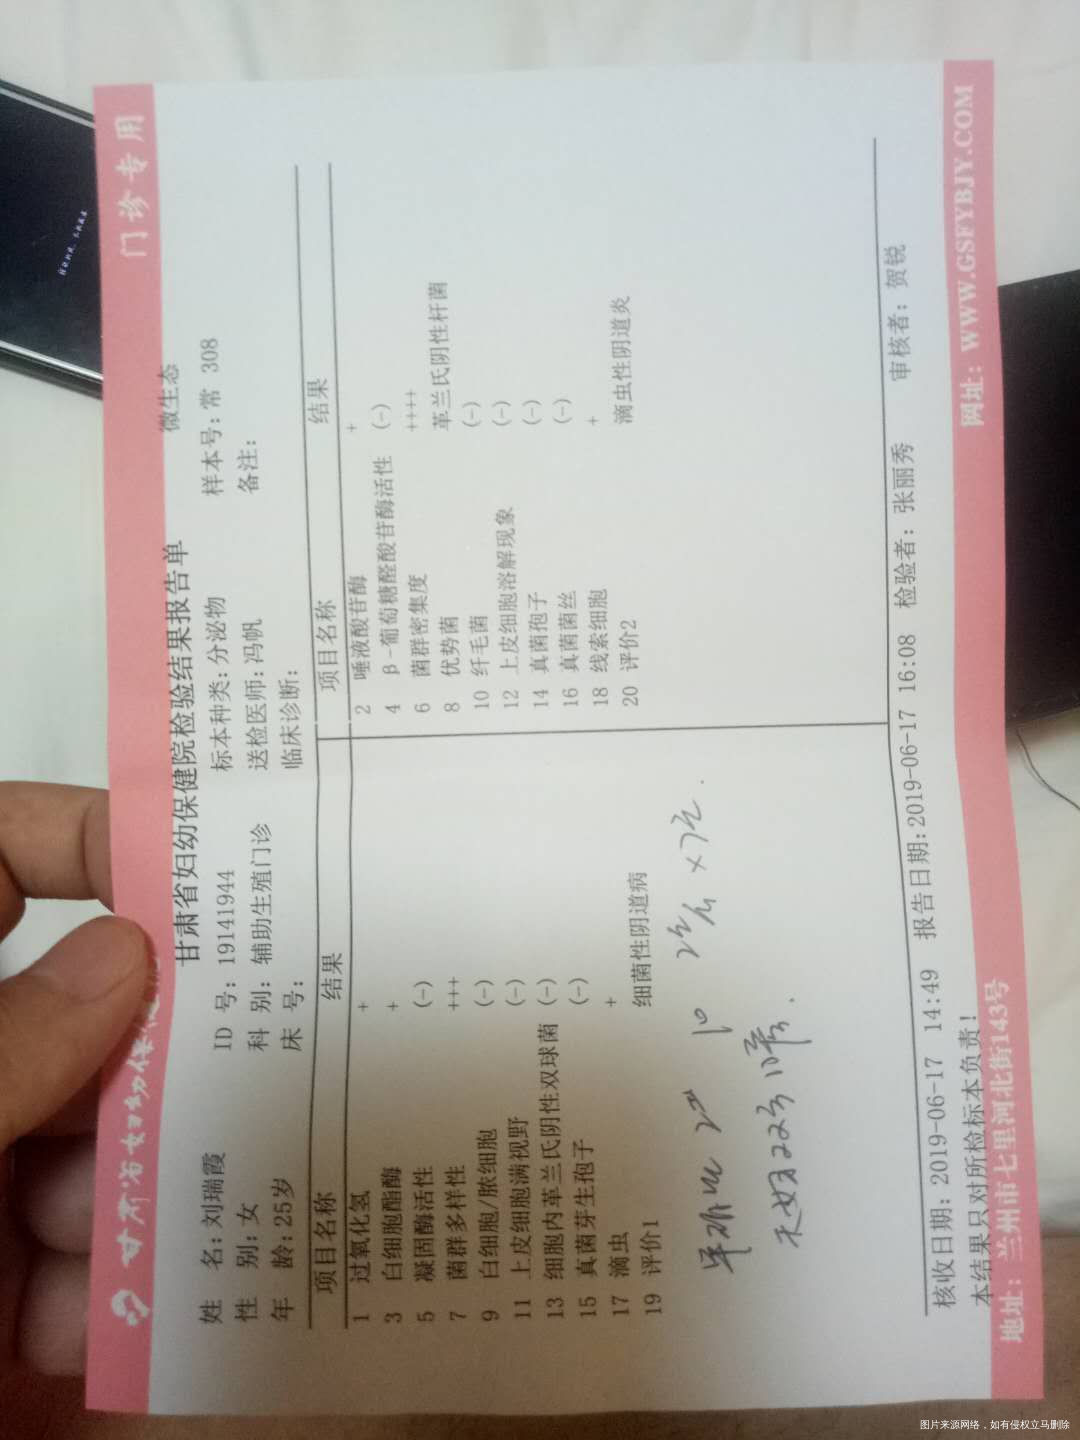 甘肃省妇幼保健院
门诊专用
甘肃省妇幼保健院检验结果报告单 微生态
姓 名: 刘瑞霞 ID 号: 19141944 标本种类: 分泌物 样本号: 常 308
性 别: 女 科 别: 辅助生殖门诊 送检医师: 冯帆 备注:
年 龄: 25岁 床 号: 临床诊断:
项目名称 结果 项目名称 结果
1 过氧化氢 + 2 唾液酸苷酶 +
3 白细胞酯酶 + 4 β-葡萄糖醛酸苷酶活性 (-)
5 凝固酶活性 (-) 6 菌群密集度 ++++
7 菌群多样性 +++ 8 优势菌 革兰氏阴性杆菌
9 白细胞/脓细胞 (-) 10 纤毛菌 (-)
11 上皮细胞满视野 (-) 12 上皮细胞溶解现象 (-)
13 细胞内革兰氏阴性双球菌 (-) 14 真菌孢子 (-)
15 真菌芽生孢子 (-) 16 真菌菌丝 (-)
17 滴虫 + 18 线索细胞 +
19 评价1 细菌性阴道病 20 评价2 滴虫性阴道炎
核收日期: 2019-06-17 14:49 报告日期: 2019-06-17 16:08 检验者: 张丽秀 审核者: 贺锐
本结果只对所检标本负责!
地址: 兰州市七里河北街143号 网址: WWW.GSFYBJY.COM
图片来源网络，如有侵权立马删除